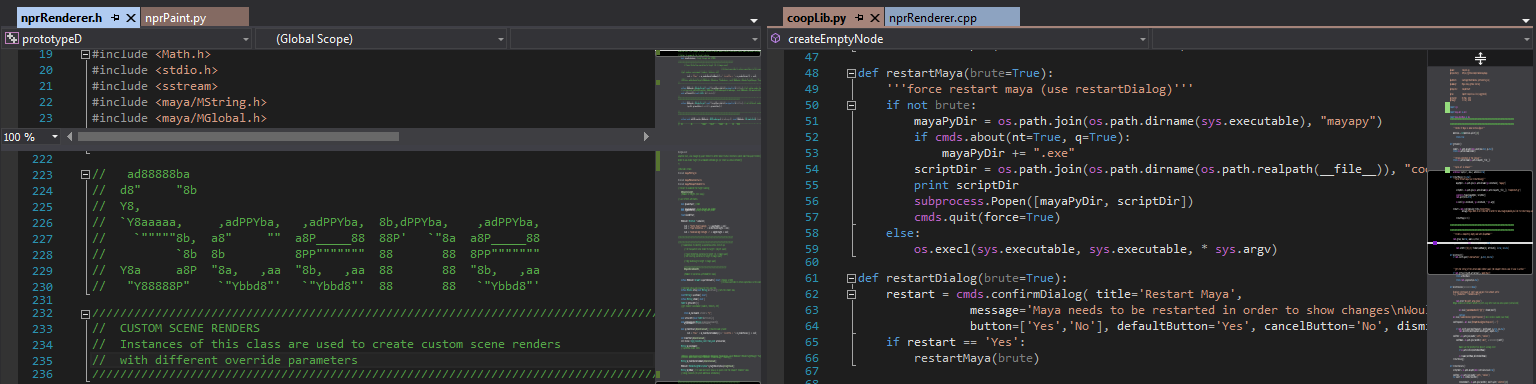 nprRenderer.h nprPaint.py
prototypeD (Global Scope)
19 #include <Math.h>
20 #include <stdio.h>
21 #include <sstream>
22 #include <maya/MString.h>
23 #include <maya/MGlobal.h>
100 %
222
223 //   ad88888ba
224 //  d8"     "8b
225 //  Y8,
226 //  `Y8aaaaa,    ,adPPYba,   ,adPPYba,  8b,dPPYba,    ,adPPYba,
227 //    `"""""8b,  a8"     ""  a8P_____88  88P'   `"8a  a8P_____88
228 //          `8b  8b          8PP"""""""  88       88  8PP"""""""
229 //  Y8a     a8P  "8a,   ,aa  "8b,   ,aa  88       88  "8b,   ,aa
230 //   "Y88888P"    `"Ybbd8"'   `"Ybbd8"'  88       88   `"Ybbd8"'
231
232 ////////////////////////////////////////////////////////////////////////////////
233 //  CUSTOM SCENE RENDERS
234 //  Instances of this class are used to create custom scene renders
235 //  with different override parameters
236 ////////////////////////////////////////////////////////////////////////////////
coopLib.py nprRenderer.cpp
createEmptyNode
47
48 def restartMaya(brute=True):
49     '''force restart maya (use restartDialog)'''
50     if not brute:
51         mayaPyDir = os.path.join(os.path.dirname(sys.executable), "mayapy")
52         if cmds.about(nt=True, q=True):
53             mayaPyDir += ".exe"
54         scriptDir = os.path.join(os.path.dirname(os.path.realpath(__file__)), "coo
55         print scriptDir
56         subprocess.Popen([mayaPyDir, scriptDir])
57         cmds.quit(force=True)
58     else:
59         os.execl(sys.executable, sys.executable, * sys.argv)
60
61 def restartDialog(brute=True):
62     restart = cmds.confirmDialog( title='Restart Maya',
63             message='Maya needs to be restarted in order to show changes\nWoul
64             button=['Yes','No'], defaultButton='Yes', cancelButton='No', dismi
65     if restart == 'Yes':
66         restartMaya(brute)
67
68